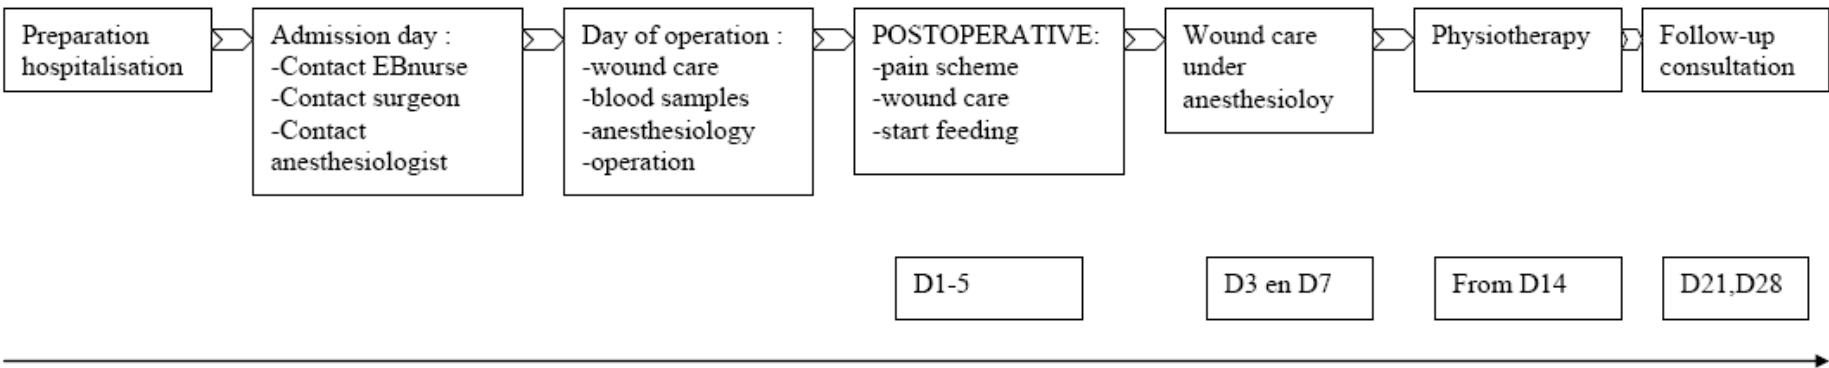 Preparation
hospitalisation
Admission day :
-Contact EBnurse
-Contact surgeon
-Contact
anesthesiologist
Day of operation :
-wound care
-blood samples
-anesthesiology
-operation
POSTOPERATIVE:
-pain scheme
-wound care
-start feeding
Wound care
under
anesthesioloy
Physiotherapy
Follow-up
consultation
D1-5
D3 en D7
From D14
D21,D28